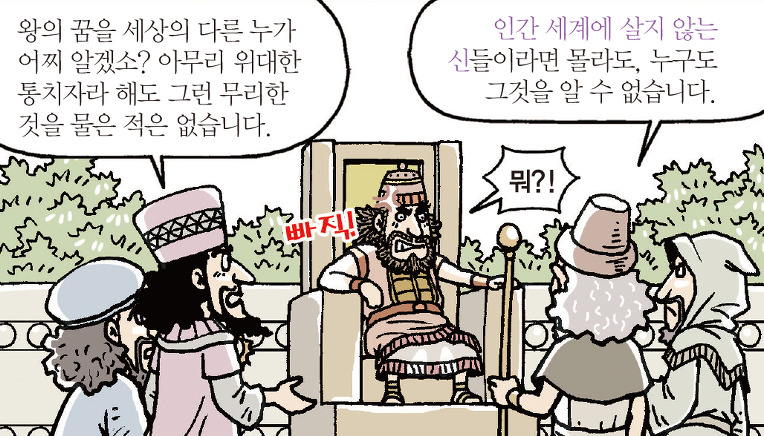 왕의 꿈을 세상의 다른 누가
어찌 알겠소? 아무리 위대한
통치자라 해도 그런 무리한
것을 물은 적은 없습니다.
인간 세계에 살지 않는
신들이라면 몰라도, 누구도
그것을 알 수 없습니다.
빠직!
뭐?!